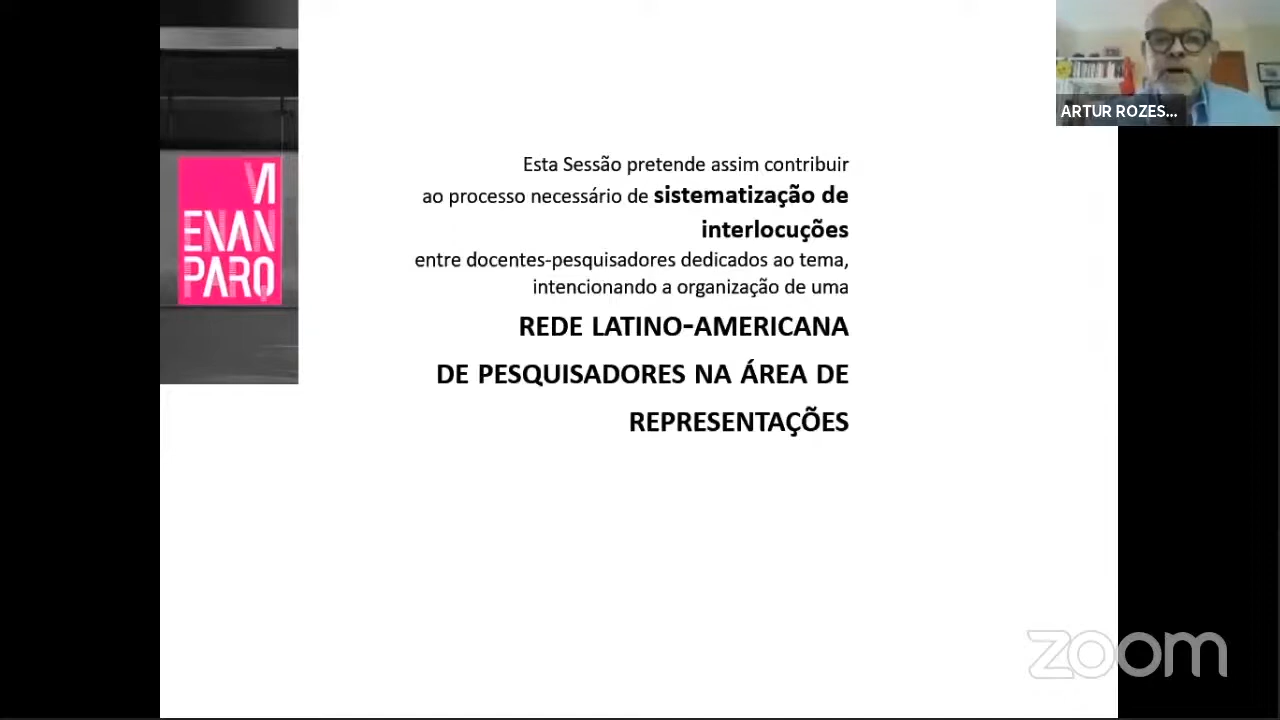 ARTUR ROZES...
VI
ENAN
PARQ
Esta Sessão pretende assim contribuir
ao processo necessário de sistematização de
interlocuções
entre docentes-pesquisadores dedicados ao tema,
intencionando a organização de uma
REDE LATINO-AMERICANA
DE PESQUISADORES NA ÁREA DE
REPRESENTAÇÕES
zoom